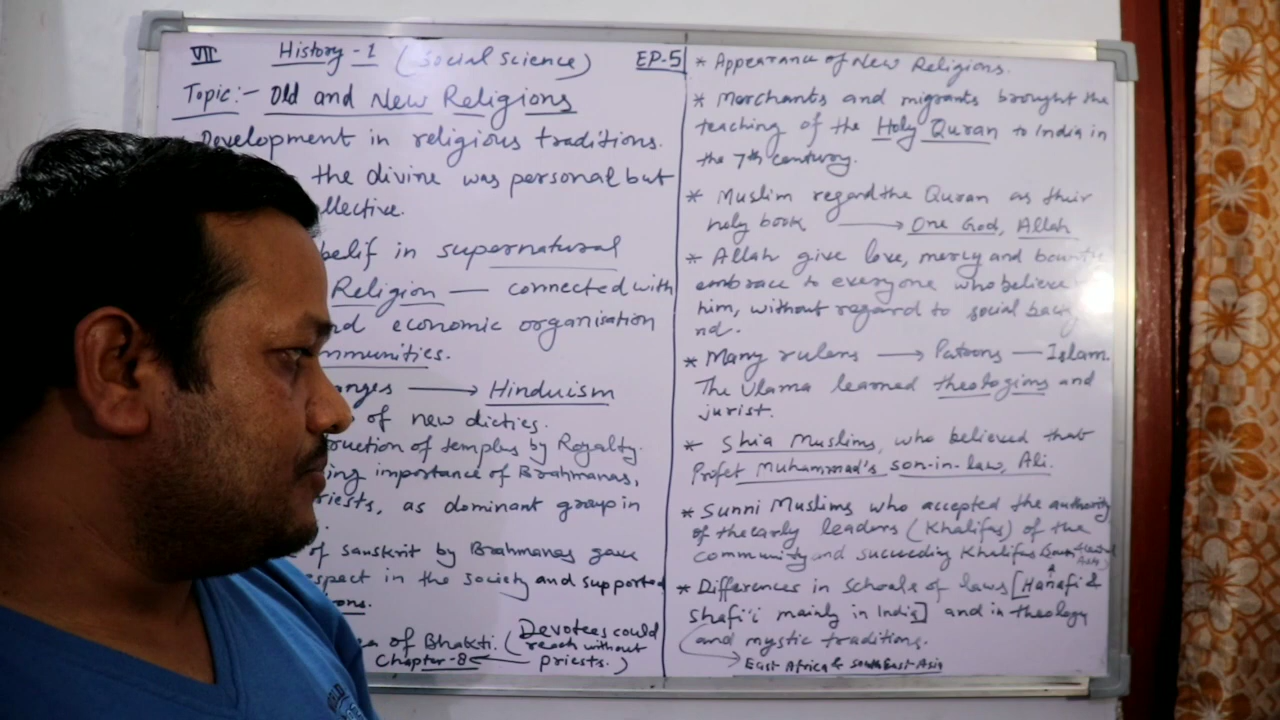 VII History-1 (Social Science) EP-5
Topic:- Old and New Religions
Development in religious traditions.
the divine was personal but
llective.
belif in supernatural
Religion — connected with
nd economic organisation
mmunities.
anges → Hinduism
of new dieties.
ruction of temples by Royalty.
ing importance of Brahmanas,
riests, as dominant group in
of sanskrit by Brahmanas gave
espect in the society and supported
ons.
ea of Bhakti. (Devotees could
reach without
priests.)
Chapter-8 ←
* Appearance of New Religions.
* Merchants and migrants brought the
teaching of the Holy Quran to India in
the 7th century.
* Muslim regard the Quran as their
holy book → One God, Allah
* Allah give love, mercy and bount
embrace to everyone who believe
him, without regard to social back
nd.
* Many rulers → Patrons — Islam.
The Ulama learned theologians and
jurist.
* Shia Muslims, who believed that
Profet Muhammad's son-in-law, Ali.
* Sunni Muslims who accepted the authority
of the early leaders (Khalifas) of the
community and succeeding Khalifas
* Differences in Schools of laws [Hanafi &
Shafi'i mainly in India] and in theology
and mystic traditions.
→ East Africa & South East Asia